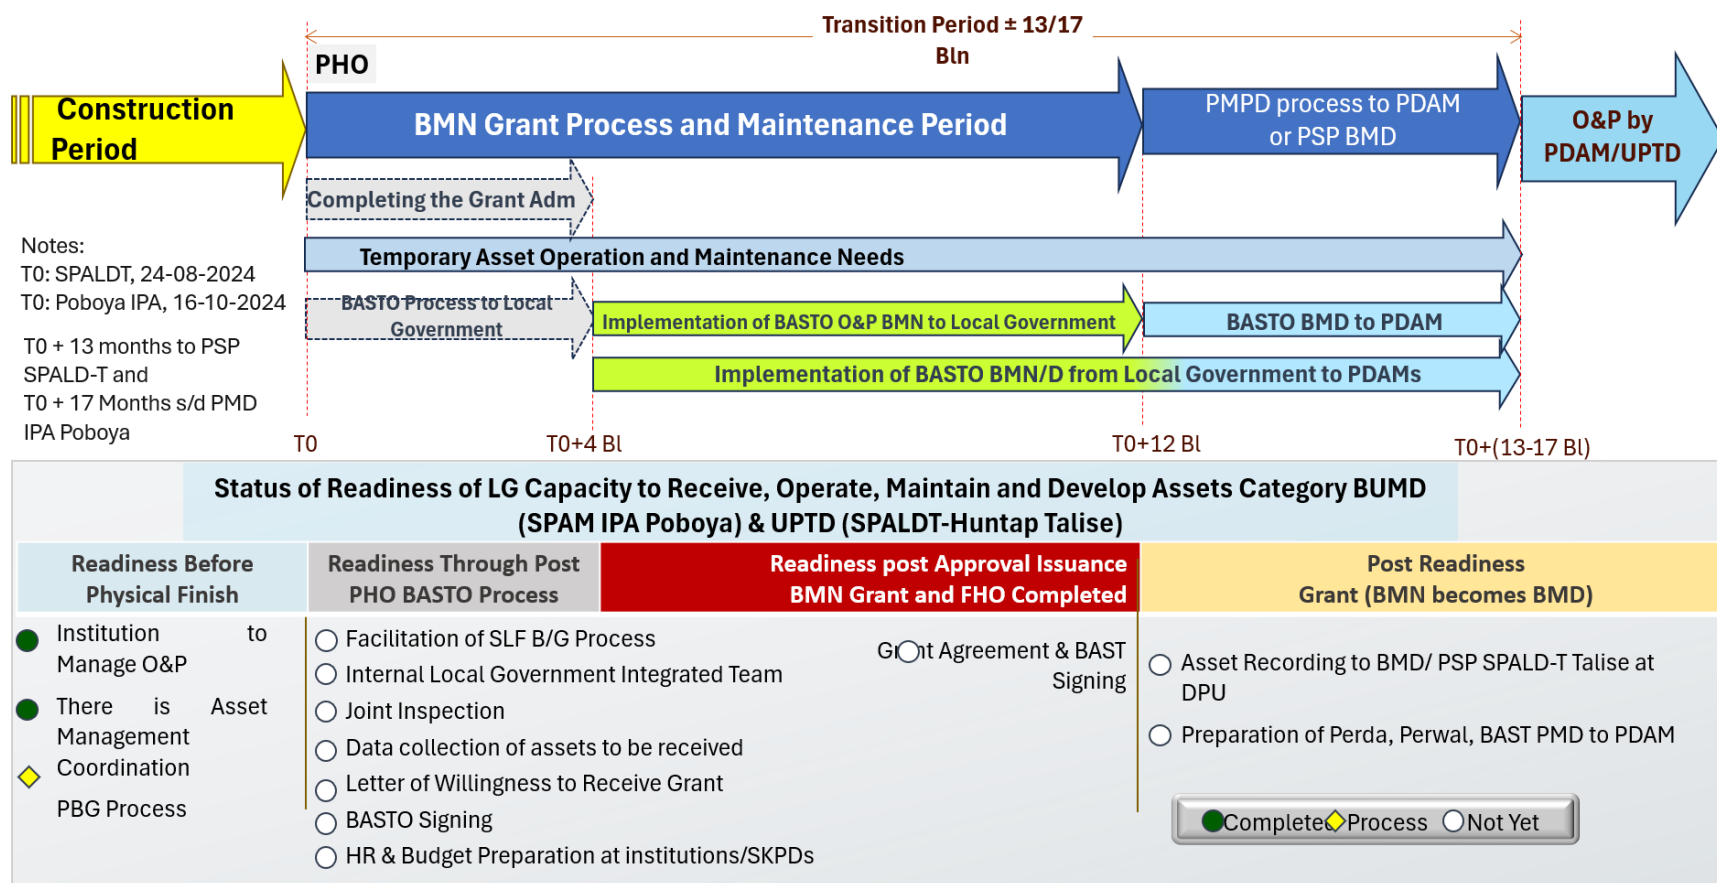 Transition Period ± 13/17
Bln
PHO
Construction
Period
BMN Grant Process and Maintenance Period
PMPD process to PDAM
or PSP BMD
O&P by
PDAM/UPTD
Completing the Grant Adm
Temporary Asset Operation and Maintenance Needs
BASTO Process to Local
Government
Implementation of BASTO O&P BMN to Local Government
BASTO BMD to PDAM
Implementation of BASTO BMN/D from Local Government to PDAMs
Notes:
T0: SPALDT, 24-08-2024
T0: Poboya IPA, 16-10-2024
T0 + 13 months to PSP
SPALD-T and
T0 + 17 Months s/d PMD
IPA Poboya
T0
T0+4 Bl
T0+12 Bl
T0+(13-17 Bl)
Status of Readiness of LG Capacity to Receive, Operate, Maintain and Develop Assets Category BUMD
(SPAM IPA Poboya) & UPTD (SPALDT-Huntap Talise)
Readiness Before
Physical Finish
Readiness Through Post
PHO BASTO Process
Readiness post Approval Issuance
BMN Grant and FHO Completed
Post Readiness
Grant (BMN becomes BMD)
Institution to
Manage O&P
There is Asset
Management
Coordination
PBG Process
Facilitation of SLF B/G Process
Internal Local Government Integrated Team
Joint Inspection
Data collection of assets to be received
Letter of Willingness to Receive Grant
BASTO Signing
HR & Budget Preparation at institutions/SKPDs
Grant Agreement & BAST
Signing
Asset Recording to BMD/ PSP SPALD-T Talise at
DPU
Preparation of Perda, Perwal, BAST PMD to PDAM
Completed Process Not Yet